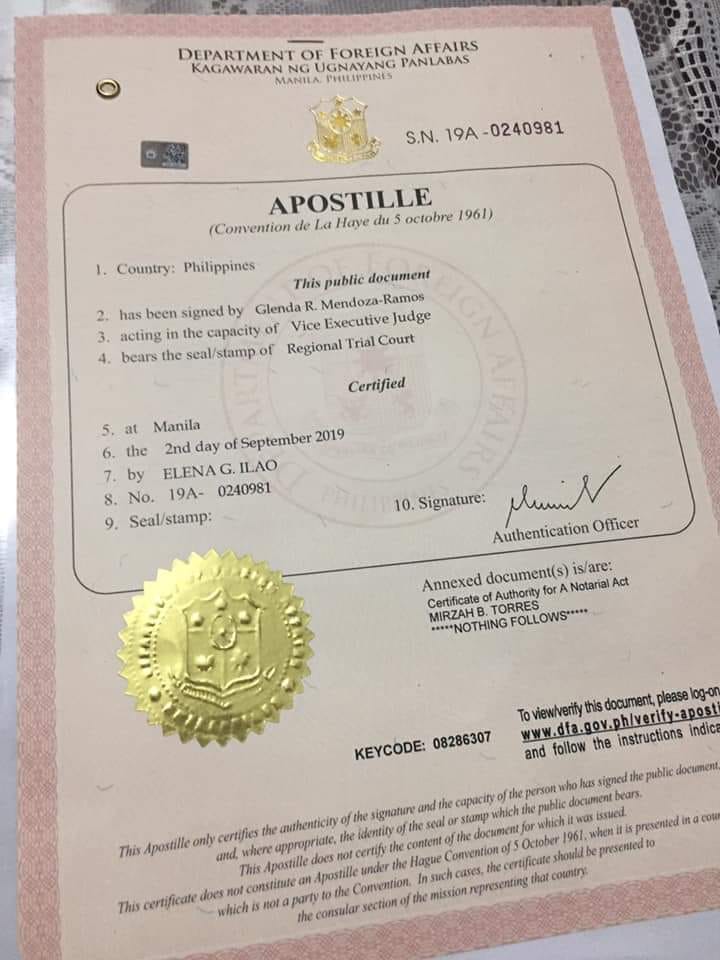 DEPARTMENT OF FOREIGN AFFAIRS
KAGAWARAN NG UGNAYANG PANLABAS
MANILA, PHILIPPINES
S.N. 19A -0240981
APOSTILLE
(Convention de La Haye du 5 octobre 1961)
1. Country: Philippines
This public document
2. has been signed by Glenda R. Mendoza-Ramos
3. acting in the capacity of Vice Executive Judge
4. bears the seal/stamp of Regional Trial Court
Certified
5. at Manila
6. the 2nd day of September 2019
7. by ELENA G. ILAO
8. No. 19A- 0240981
9. Seal/stamp:
10. Signature:
Authentication Officer
Annexed document(s) is/are:
Certificate of Authority for A Notarial Act
MIRZAH B. TORRES
*****NOTHING FOLLOWS*****
To view/verify this document, please log-on
www.dfa.gov.ph/verify-aposti
and follow the instructions indica
KEYCODE: 08286307
This Apostille only certifies the authenticity of the signature and the capacity of the person who has signed the public document,
and, where appropriate, the identity of the seal or stamp which the public document bears.
This Apostille does not certify the content of the document for which it was issued.
This certificate does not constitute an Apostille under the Hague Convention of 5 October 1961, when it is presented in a coun
which is not a party to the Convention. In such cases, the certificate should be presented to
the consular section of the mission representing that country.